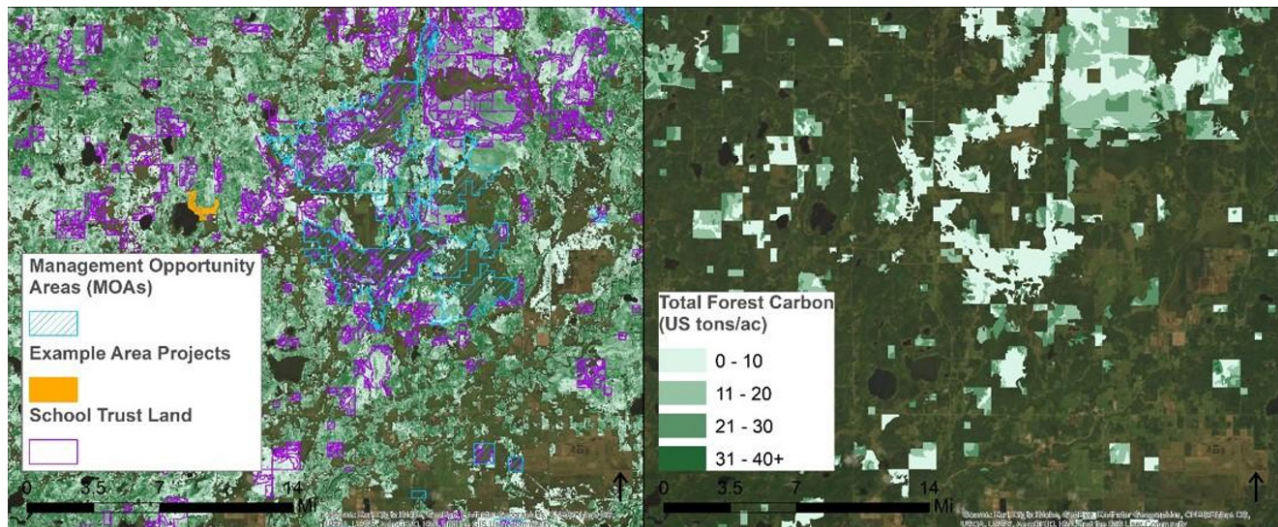 Management Opportunity
Areas (MOAs)
Example Area Projects
School Trust Land
0 3.5 7 14
Mi
Total Forest Carbon
(US tons/ac)
0 - 10
11 - 20
21 - 30
31 - 40+
0 3.5 7 14
Mi